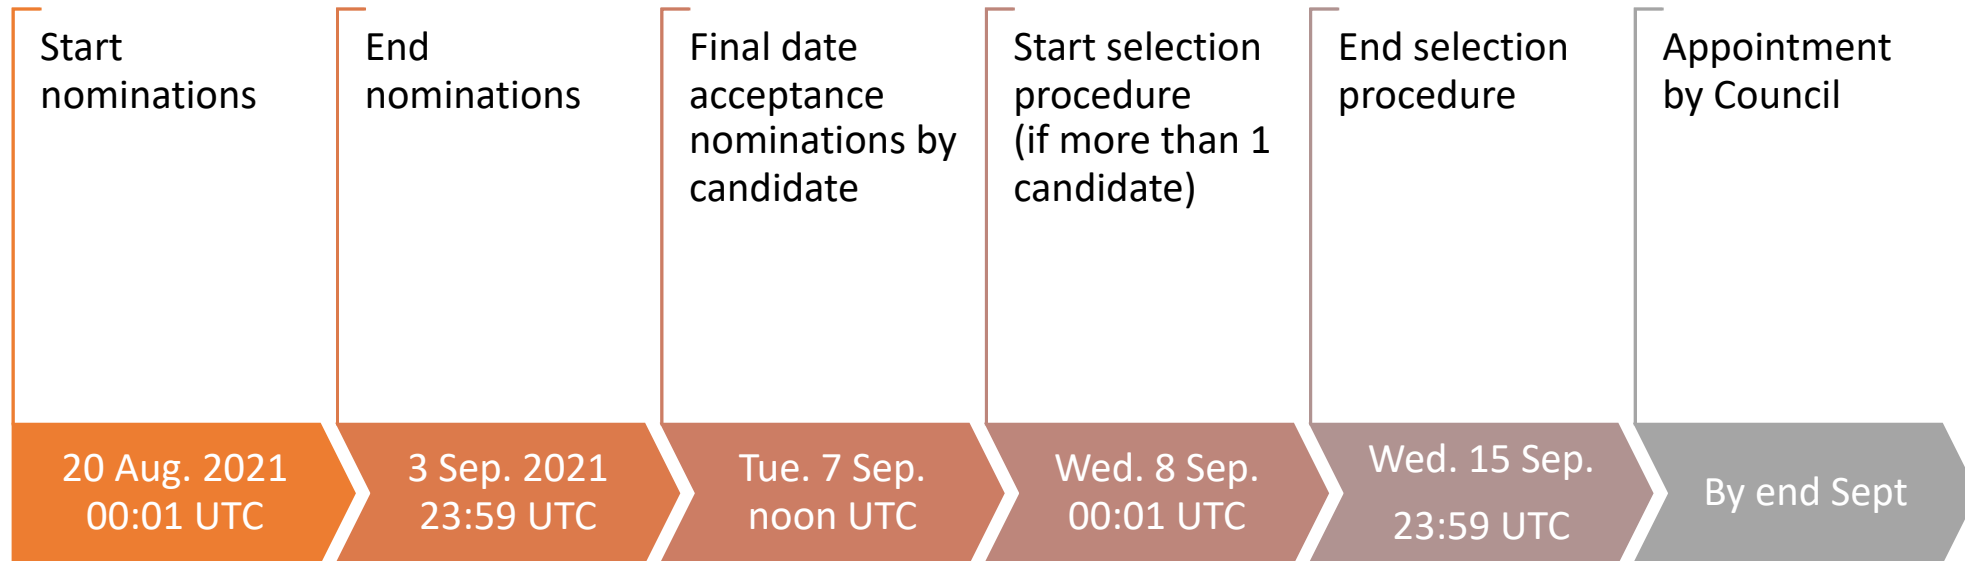 Start
nominations
End
nominations
Final date
acceptance
nominations by
candidate
Start selection
procedure
(if more than 1
candidate)
End selection
procedure
Appointment
by Council
20 Aug. 2021
00:01 UTC
3 Sep. 2021
23:59 UTC
Tue. 7 Sep.
noon UTC
Wed. 8 Sep.
00:01 UTC
Wed. 15 Sep.
23:59 UTC
By end Sept